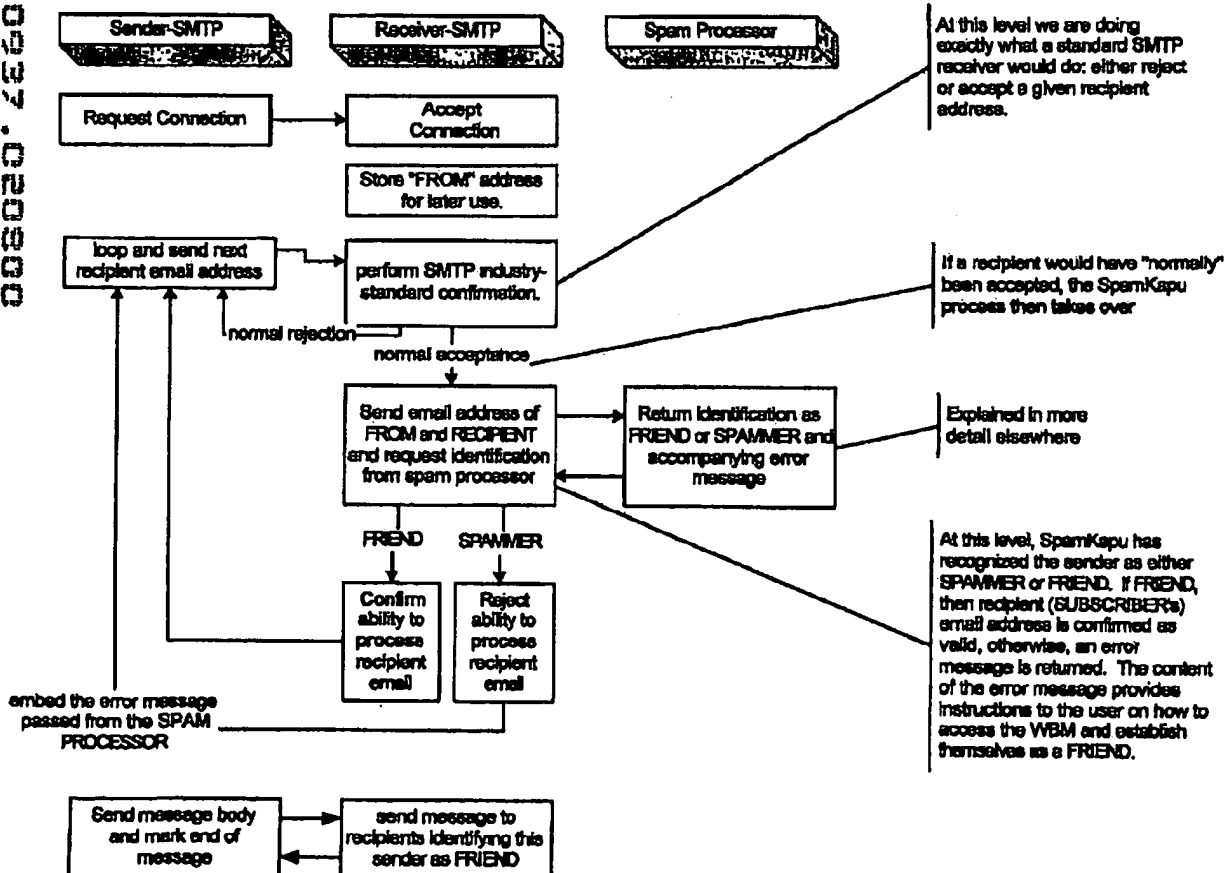 Sender-SMTP
Receiver-SMTP
Spam Processor
At this level we are doing
exactly what a standard SMTP
receiver would do: either reject
or accept a given recipient
address.
Request Connection
Accept
Connection
Store "FROM" address
for later use.
loop and send next
recipient email address
perform SMTP industry-
standard confirmation.
If a recipient would have "normally"
been accepted, the SpamKapu
process then takes over
normal rejection
normal acceptance
Send email address of
FROM and RECIPIENT
and request identification
from spam processor
Return Identification as
FRIEND or SPAMMER and
accompanying error
message
Explained in more
detail elsewhere
FRIEND
SPAMMER
At this level, SpamKapu has
recognized the sender as either
SPAMMER or FRIEND. If FRIEND,
then recipient (SUBSCRIBER's)
email address is confirmed as
valid, otherwise, an error
message is returned. The content
of the error message provides
instructions to the user on how to
access the WBM and establish
themselves as a FRIEND.
Confirm
ability to
process
recipient
email
Reject
ability to
process
recipient
email
embed the error message
passed from the SPAM
PROCESSOR
Send message body
and mark end of
message
send message to
recipients identifying this
sender as FRIEND